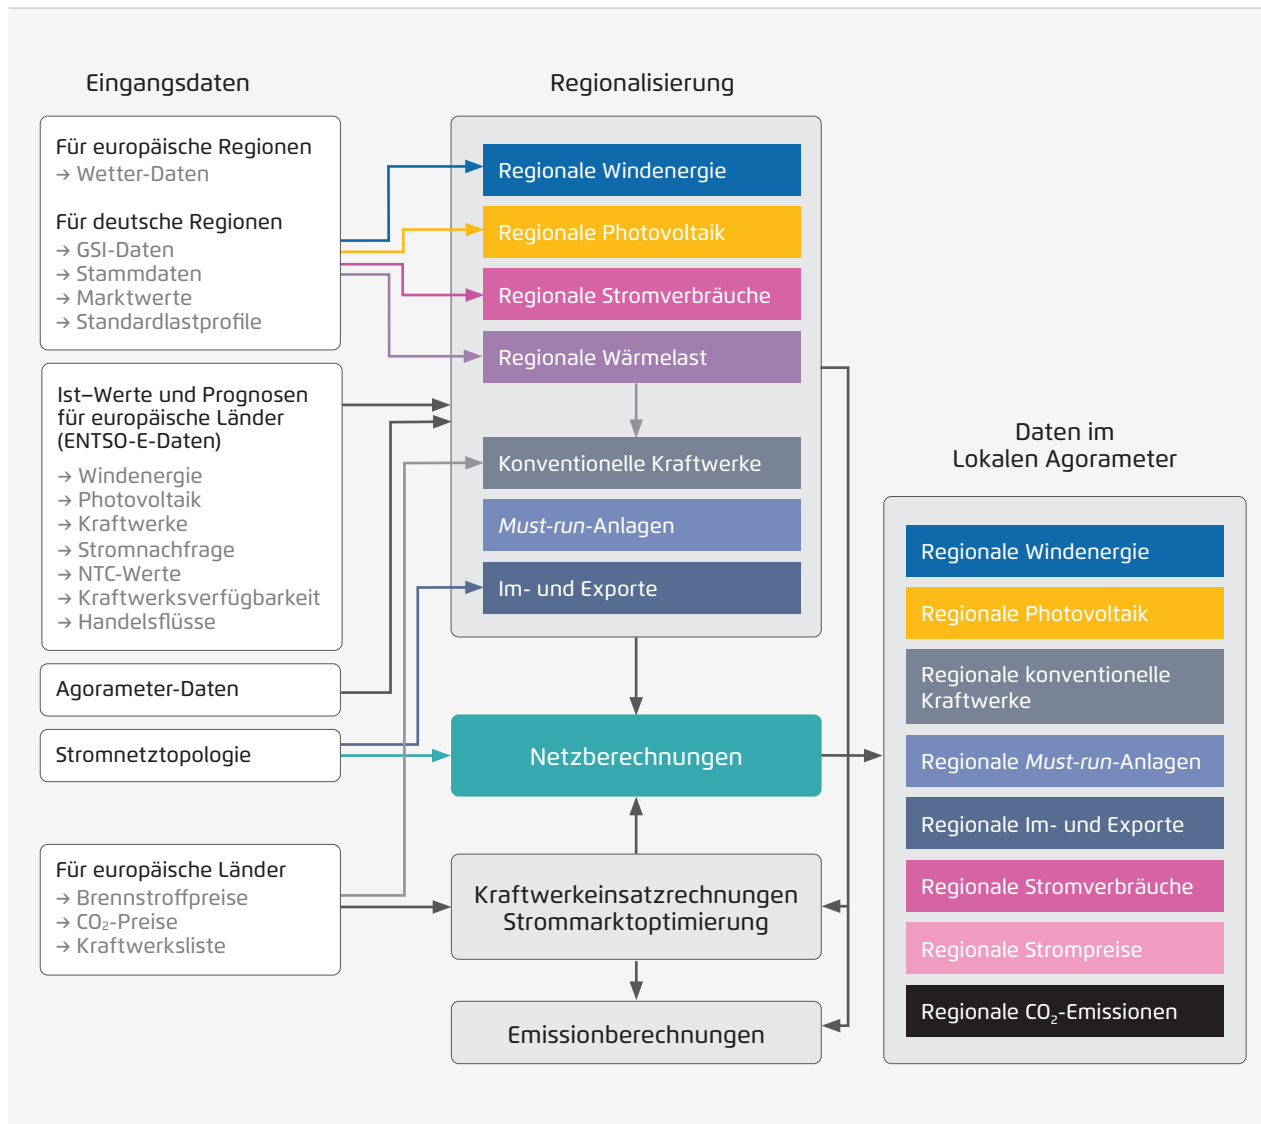 Eingangsdaten
Für europäische Regionen
→ Wetter-Daten
Für deutsche Regionen
→ GSI-Daten
→ Stammdaten
→ Marktwerte
→ Standardlastprofile
Ist–Werte und Prognosen
für europäische Länder
(ENTSO-E-Daten)
→ Windenergie
→ Photovoltaik
→ Kraftwerke
→ Stromnachfrage
→ NTC-Werte
→ Kraftwerksverfügbarkeit
→ Handelsflüsse
Agorameter-Daten
Stromnetztopologie
Für europäische Länder
→ Brennstroffpreise
→ CO₂-Preise
→ Kraftwerksliste
Regionalisierung
Regionale Windenergie
Regionale Photovoltaik
Regionale Stromverbräuche
Regionale Wärmelast
Konventionelle Kraftwerke
Must-run-Anlagen
Im- und Exporte
Netzberechnungen
Kraftwerkeinsatzrechnungen
Strommarktoptimierung
Emissionberechnungen
Daten im
Lokalen Agorameter
Regionale Windenergie
Regionale Photovoltaik
Regionale konventionelle
Kraftwerke
Regionale Must-run-Anlagen
Regionale Im- und Exporte
Regionale Stromverbräuche
Regionale Strompreise
Regionale CO₂-Emissionen